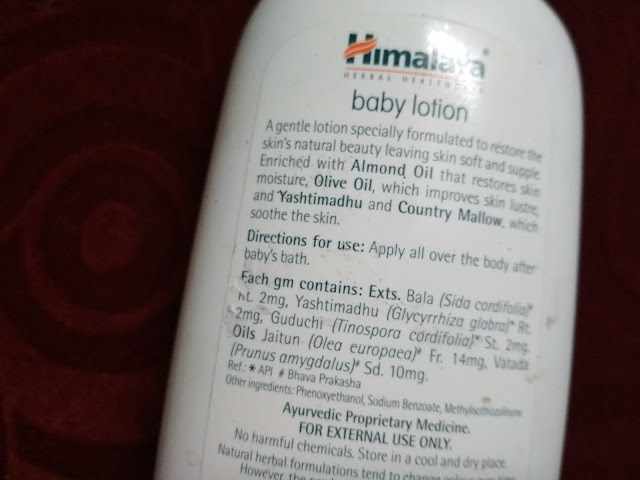 Himalaya
HERBAL HEALTHCARE
baby lotion
A gentle lotion specially formulated to restore the
skin's natural beauty leaving skin soft and supple.
Enriched with Almond Oil that restores skin
moisture, Olive Oil, which improves skin lustre,
and Yashtimadhu and Country Mallow, which
soothe the skin.
Directions for use: Apply all over the body after
baby's bath.
Each gm contains: Exts. Bala (Sida cordifolia)*
Rt. 2mg, Yashtimadhu (Glycyrrhiza glabra)* Rt.
2mg, Guduchi (Tinospora cordifolia)* St. 2mg.
Oils Jaitun (Olea europaea)# Fr. 14mg, Vatada
(Prunus amygdalus)# Sd. 10mg.
Ref.: * API # Bhava Prakasha
Other ingredients: Phenoxyethanol, Sodium Benzoate, Methylisothiazolinone.
Ayurvedic Proprietary Medicine.
FOR EXTERNAL USE ONLY.
No harmful chemicals. Store in a cool and dry place.
Natural herbal formulations tend to change colour over time.
However, the